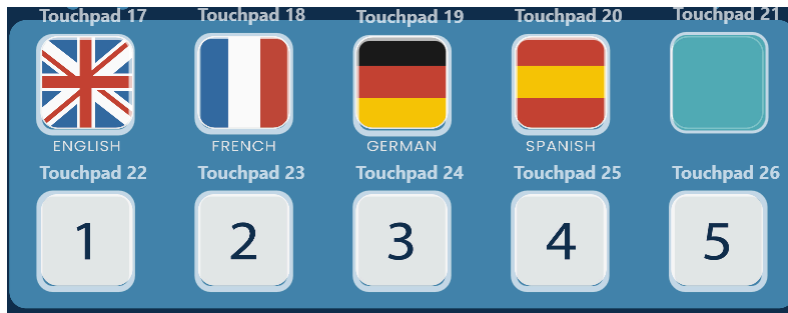 Touchpad 17 Touchpad 18 Touchpad 19 Touchpad 20 Touchpad 21
ENGLISH FRENCH GERMAN SPANISH
Touchpad 22 Touchpad 23 Touchpad 24 Touchpad 25 Touchpad 26
1 2 3 4 5